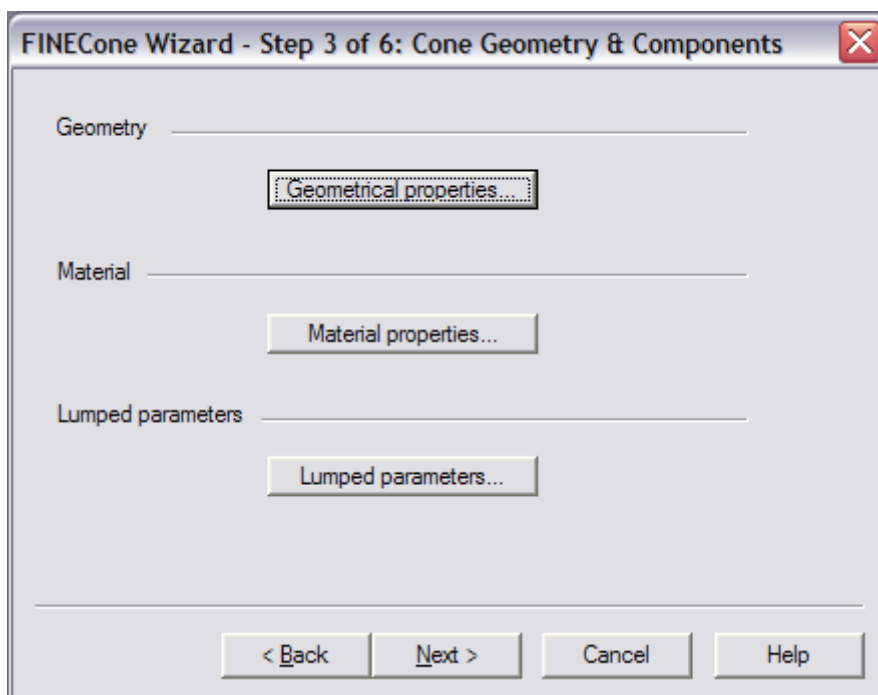 FINECone Wizard - Step 3 of 6: Cone Geometry & Components
Geometry
Geometrical properties...
Material
Material properties...
Lumped parameters
Lumped parameters...
< Back Next > Cancel Help